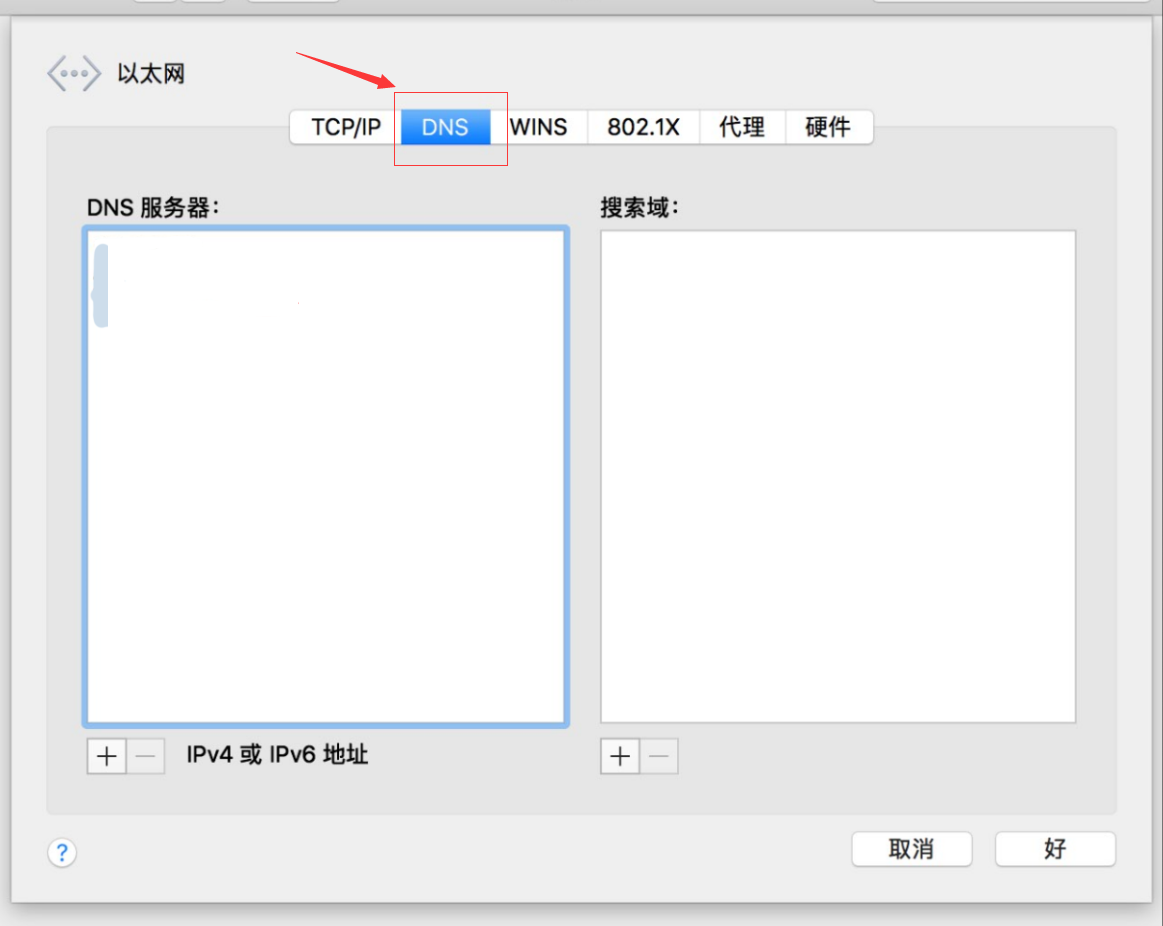 以太网
TCP/IP DNS WINS 802.1X 代理 硬件
DNS 服务器: 搜索域:
+ − IPv4 或 IPv6 地址 + −
? 取消 好